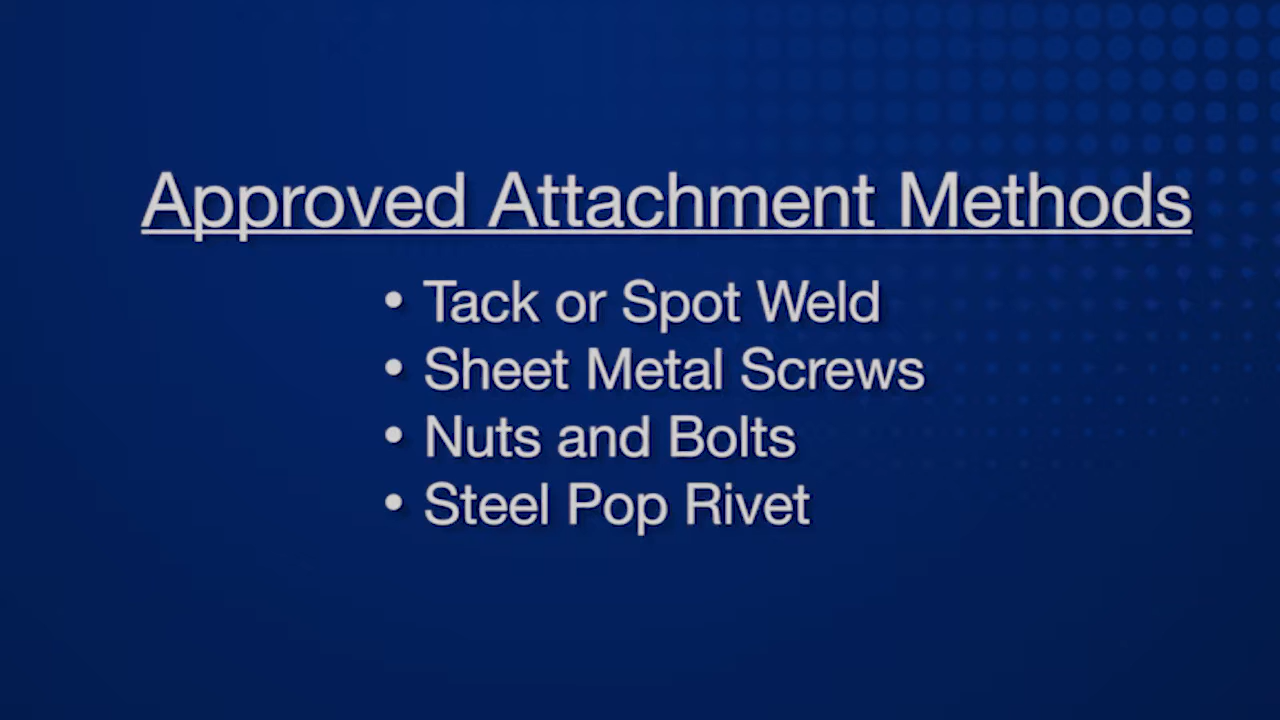 Approved Attachment Methods
• Tack or Spot Weld
• Sheet Metal Screws
• Nuts and Bolts
• Steel Pop Rivet